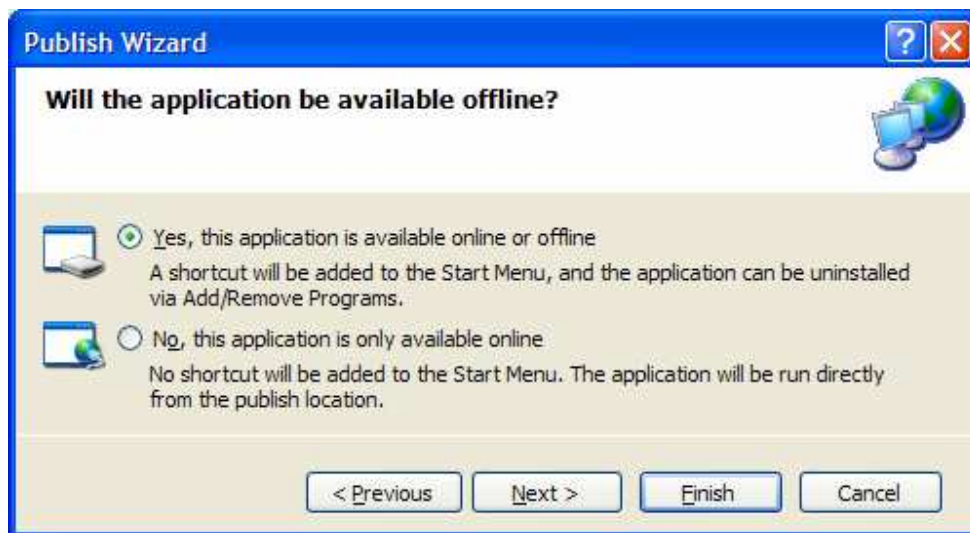 Publish Wizard
?
Will the application be available offline?
Yes, this application is available online or offline
A shortcut will be added to the Start Menu, and the application can be uninstalled
via Add/Remove Programs.
No, this application is only available online
No shortcut will be added to the Start Menu. The application will be run directly
from the publish location.
< Previous
Next >
Finish
Cancel